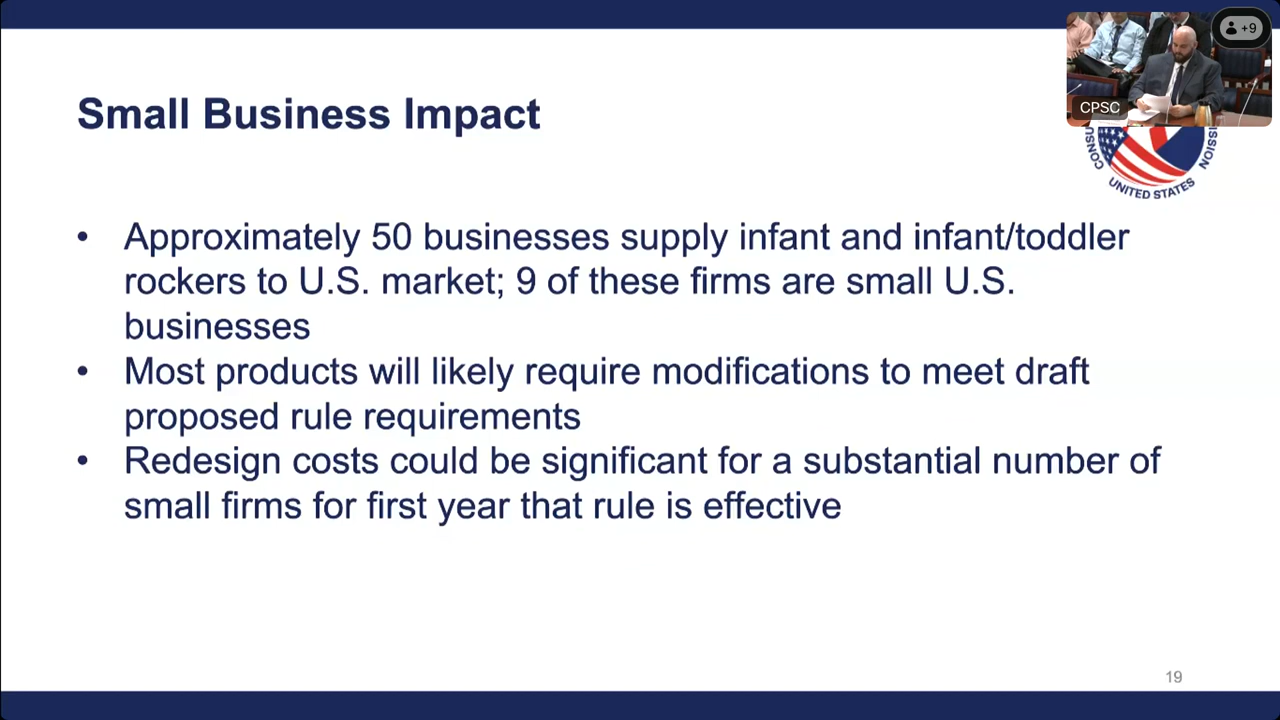 +9
CPSC
Small Business Impact
UNITED STATES
• Approximately 50 businesses supply infant and infant/toddler
rockers to U.S. market; 9 of these firms are small U.S.
businesses
• Most products will likely require modifications to meet draft
proposed rule requirements
• Redesign costs could be significant for a substantial number of
small firms for first year that rule is effective
19